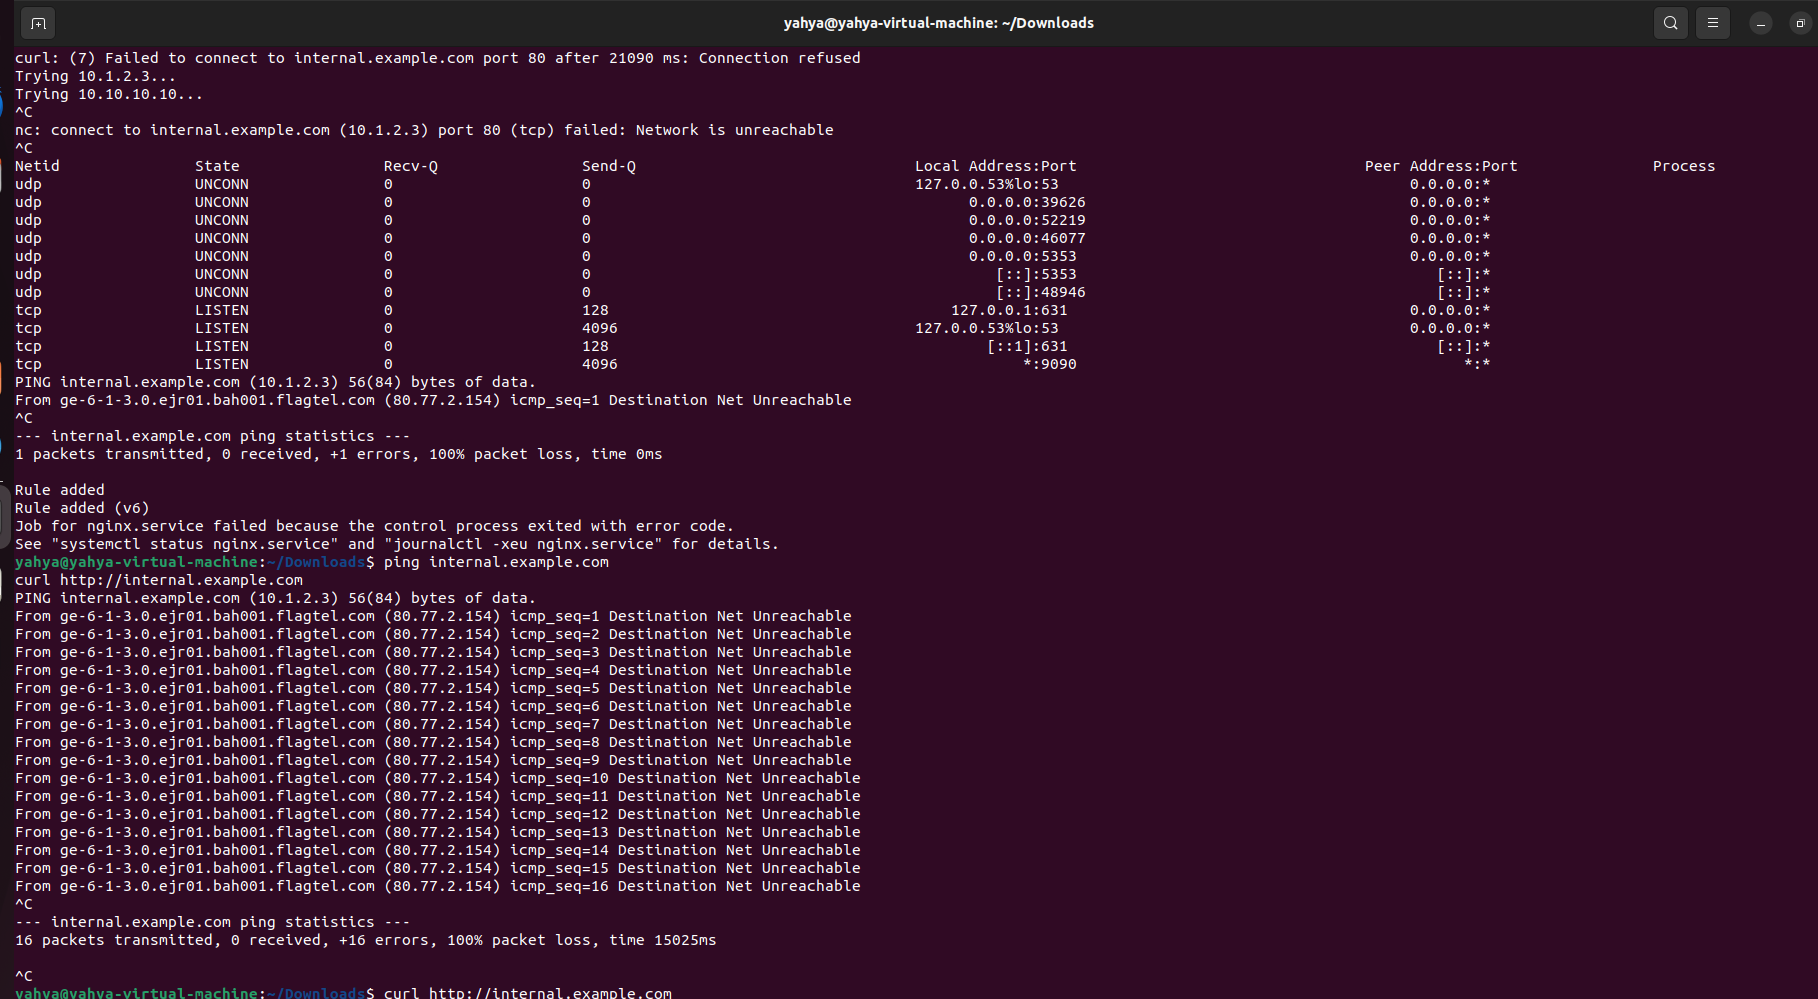 yahya@yahya-virtual-machine: ~/Downloads
curl: (7) Failed to connect to internal.example.com port 80 after 21090 ms: Connection refused
Trying 10.1.2.3...
Trying 10.10.10.10...
^C
nc: connect to internal.example.com (10.1.2.3) port 80 (tcp) failed: Network is unreachable
^C
Netid State Recv-Q Send-Q Local Address:Port Peer Address:Port Process
udp UNCONN 0 0 127.0.0.53%lo:53 0.0.0.0:*
udp UNCONN 0 0 0.0.0.0:39626 0.0.0.0:*
udp UNCONN 0 0 0.0.0.0:52219 0.0.0.0:*
udp UNCONN 0 0 0.0.0.0:46077 0.0.0.0:*
udp UNCONN 0 0 0.0.0.0:5353 0.0.0.0:*
udp UNCONN 0 0 [::]:5353 [::]:*
udp UNCONN 0 0 [::]:48946 [::]:*
tcp LISTEN 0 128 127.0.0.1:631 0.0.0.0:*
tcp LISTEN 0 4096 127.0.0.53%lo:53 0.0.0.0:*
tcp LISTEN 0 128 [::1]:631 [::]:*
tcp LISTEN 0 4096 *:9090 *:*
PING internal.example.com (10.1.2.3) 56(84) bytes of data.
From ge-6-1-3.0.ejr01.bah001.flagtel.com (80.77.2.154) icmp_seq=1 Destination Net Unreachable
^C
--- internal.example.com ping statistics ---
1 packets transmitted, 0 received, +1 errors, 100% packet loss, time 0ms
Rule added
Rule added (v6)
Job for nginx.service failed because the control process exited with error code.
See "systemctl status nginx.service" and "journalctl -xeu nginx.service" for details.
yahya@yahya-virtual-machine:~/Downloads$ ping internal.example.com
curl http://internal.example.com
PING internal.example.com (10.1.2.3) 56(84) bytes of data.
From ge-6-1-3.0.ejr01.bah001.flagtel.com (80.77.2.154) icmp_seq=1 Destination Net Unreachable
From ge-6-1-3.0.ejr01.bah001.flagtel.com (80.77.2.154) icmp_seq=2 Destination Net Unreachable
From ge-6-1-3.0.ejr01.bah001.flagtel.com (80.77.2.154) icmp_seq=3 Destination Net Unreachable
From ge-6-1-3.0.ejr01.bah001.flagtel.com (80.77.2.154) icmp_seq=4 Destination Net Unreachable
From ge-6-1-3.0.ejr01.bah001.flagtel.com (80.77.2.154) icmp_seq=5 Destination Net Unreachable
From ge-6-1-3.0.ejr01.bah001.flagtel.com (80.77.2.154) icmp_seq=6 Destination Net Unreachable
From ge-6-1-3.0.ejr01.bah001.flagtel.com (80.77.2.154) icmp_seq=7 Destination Net Unreachable
From ge-6-1-3.0.ejr01.bah001.flagtel.com (80.77.2.154) icmp_seq=8 Destination Net Unreachable
From ge-6-1-3.0.ejr01.bah001.flagtel.com (80.77.2.154) icmp_seq=9 Destination Net Unreachable
From ge-6-1-3.0.ejr01.bah001.flagtel.com (80.77.2.154) icmp_seq=10 Destination Net Unreachable
From ge-6-1-3.0.ejr01.bah001.flagtel.com (80.77.2.154) icmp_seq=11 Destination Net Unreachable
From ge-6-1-3.0.ejr01.bah001.flagtel.com (80.77.2.154) icmp_seq=12 Destination Net Unreachable
From ge-6-1-3.0.ejr01.bah001.flagtel.com (80.77.2.154) icmp_seq=13 Destination Net Unreachable
From ge-6-1-3.0.ejr01.bah001.flagtel.com (80.77.2.154) icmp_seq=14 Destination Net Unreachable
From ge-6-1-3.0.ejr01.bah001.flagtel.com (80.77.2.154) icmp_seq=15 Destination Net Unreachable
From ge-6-1-3.0.ejr01.bah001.flagtel.com (80.77.2.154) icmp_seq=16 Destination Net Unreachable
^C
--- internal.example.com ping statistics ---
16 packets transmitted, 0 received, +16 errors, 100% packet loss, time 15025ms
^C
yahya@yahya-virtual-machine:~/Downloads$ curl http://internal.example.com